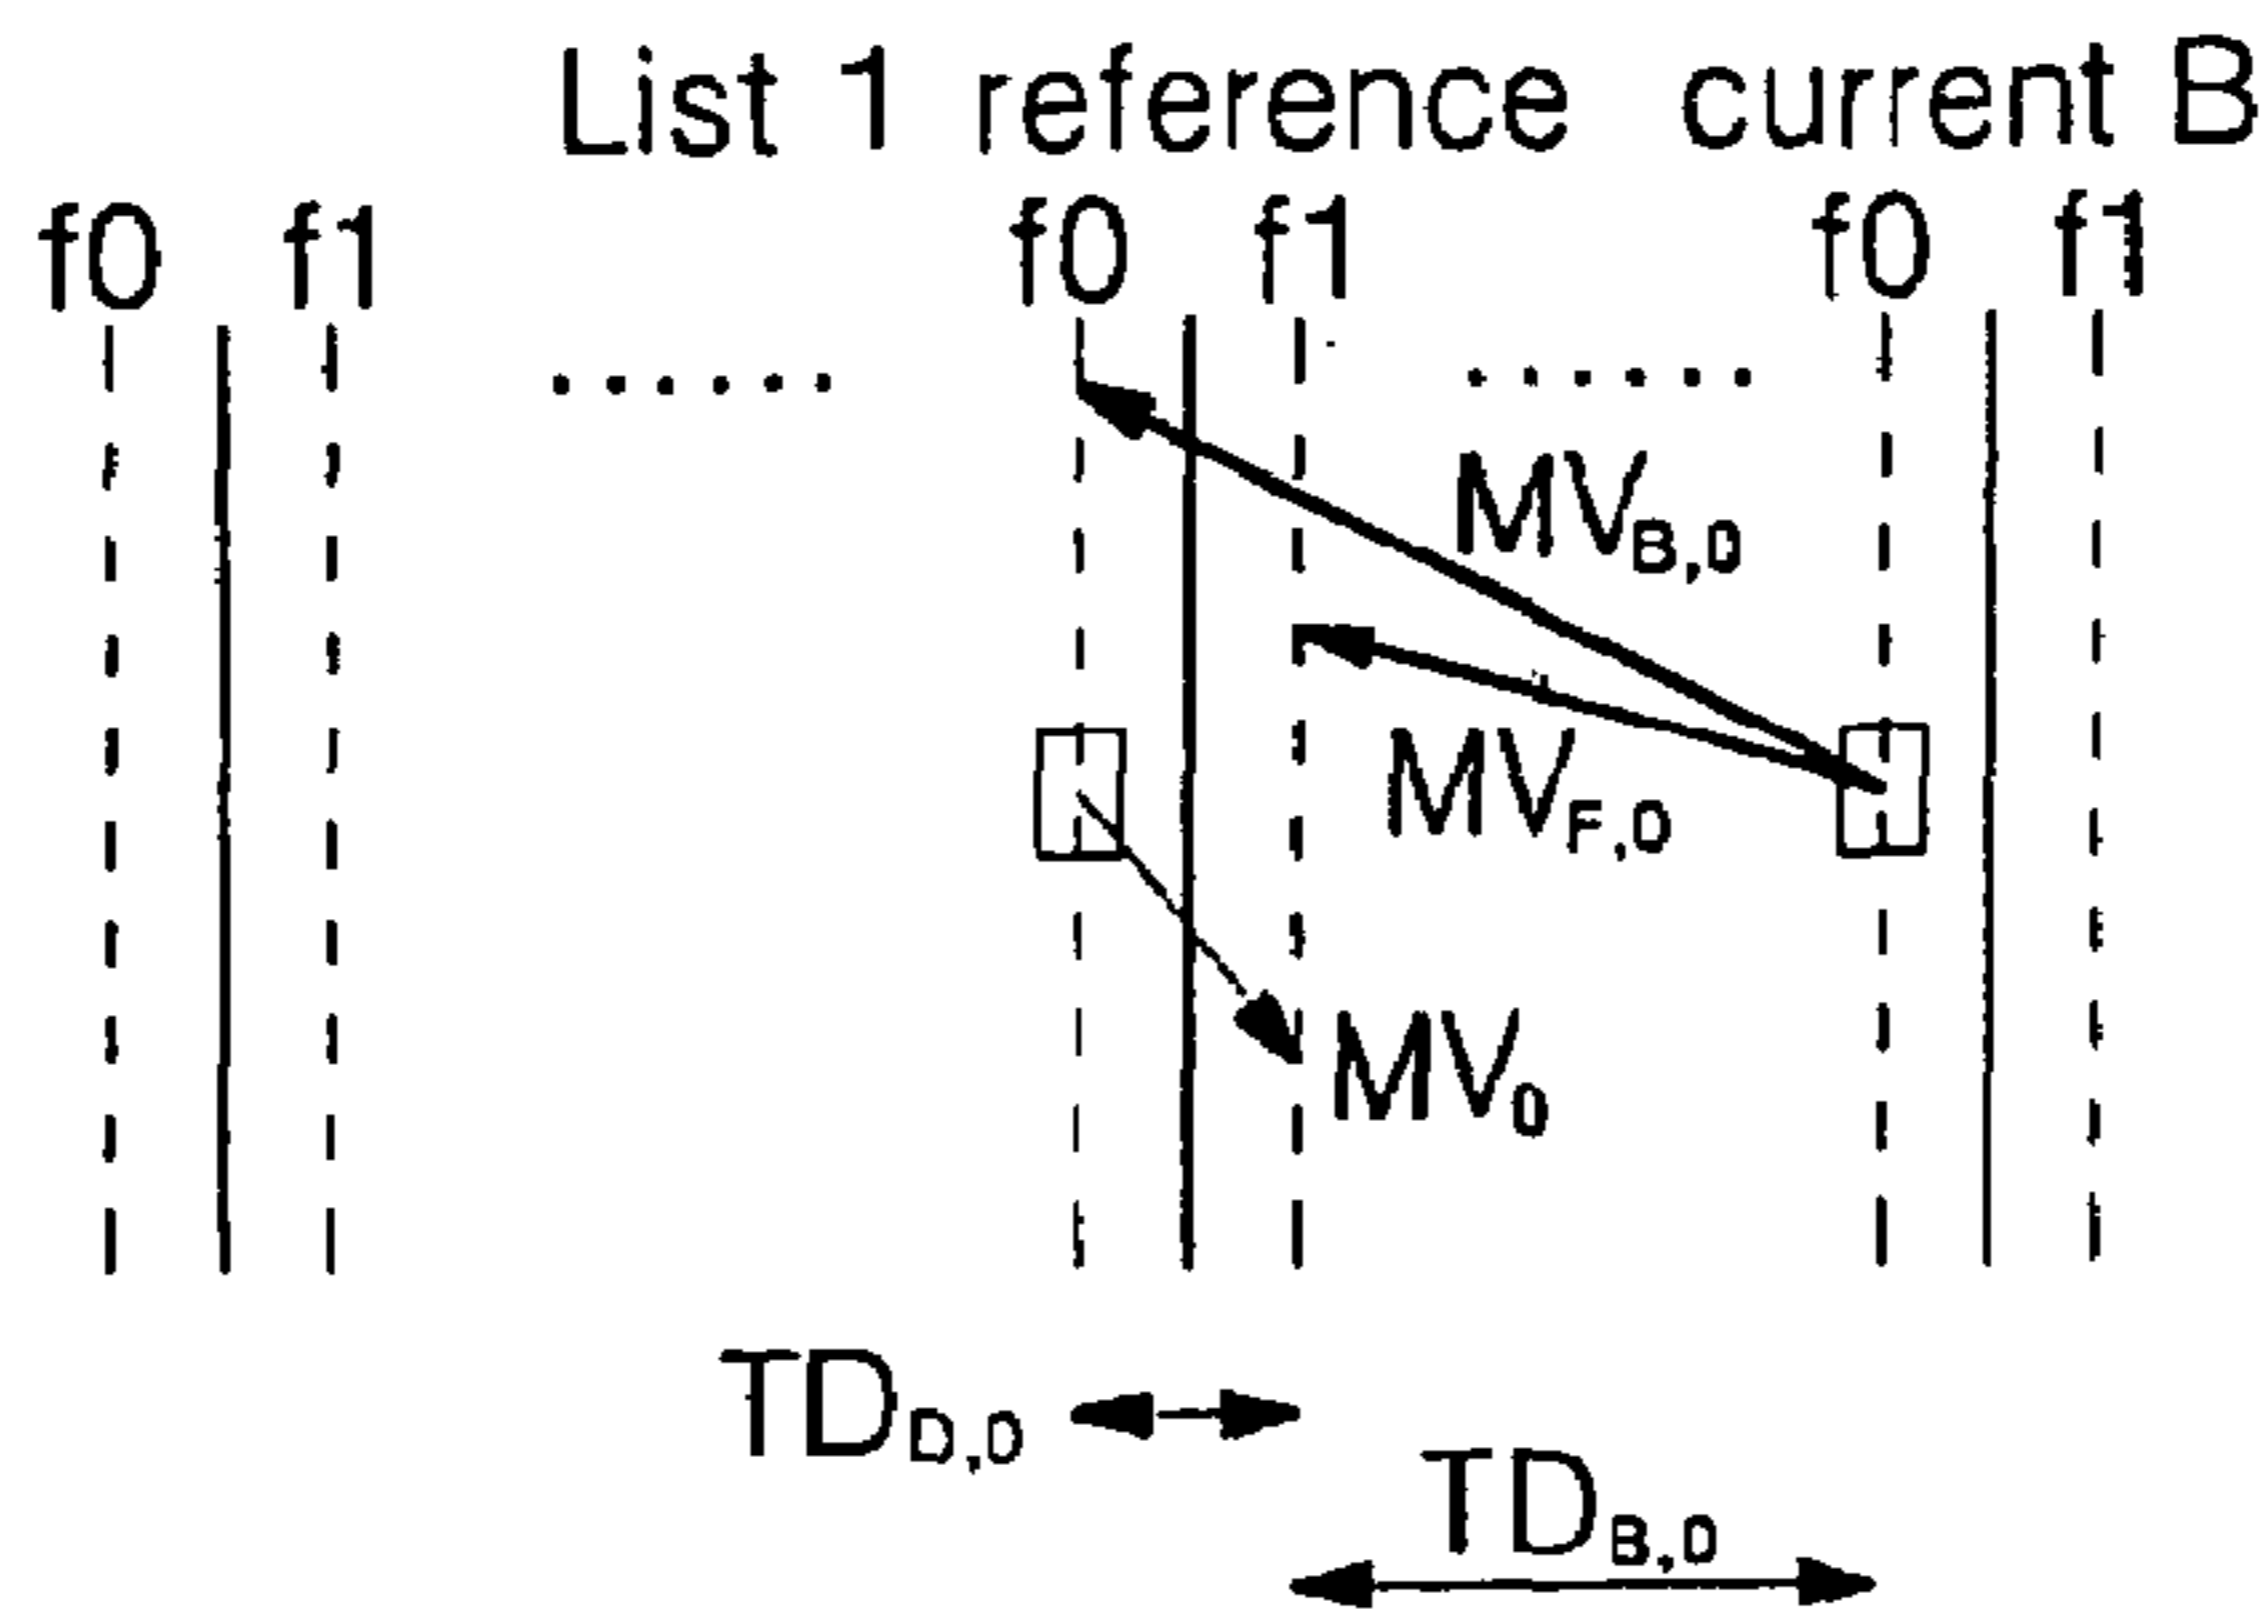 List 1 reference current B
f0 f1 f0 f1 f0 f1
......  ......
MV_B,0
MV_F,0
MV_0
TD_D,0
TD_B,0